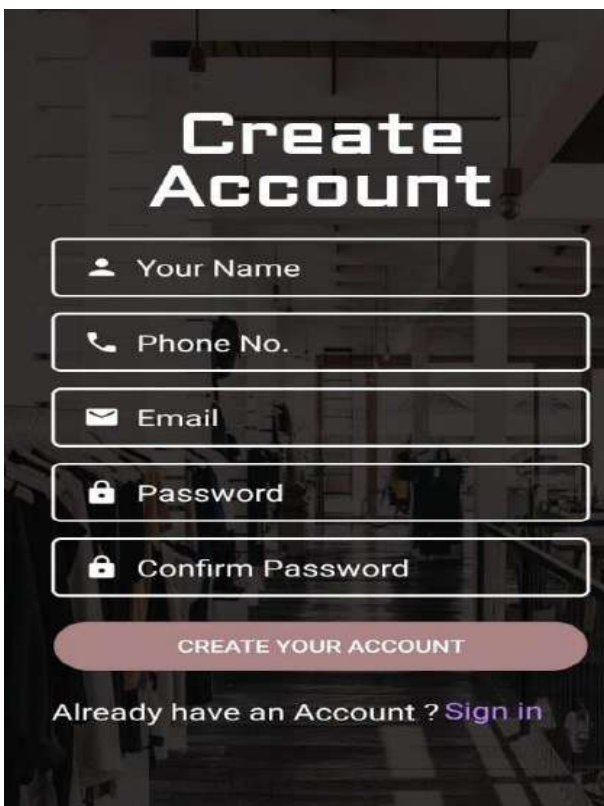 Create
Account
Your Name
Phone No.
Email
Password
Confirm Password
CREATE YOUR ACCOUNT
Already have an Account ? Sign in